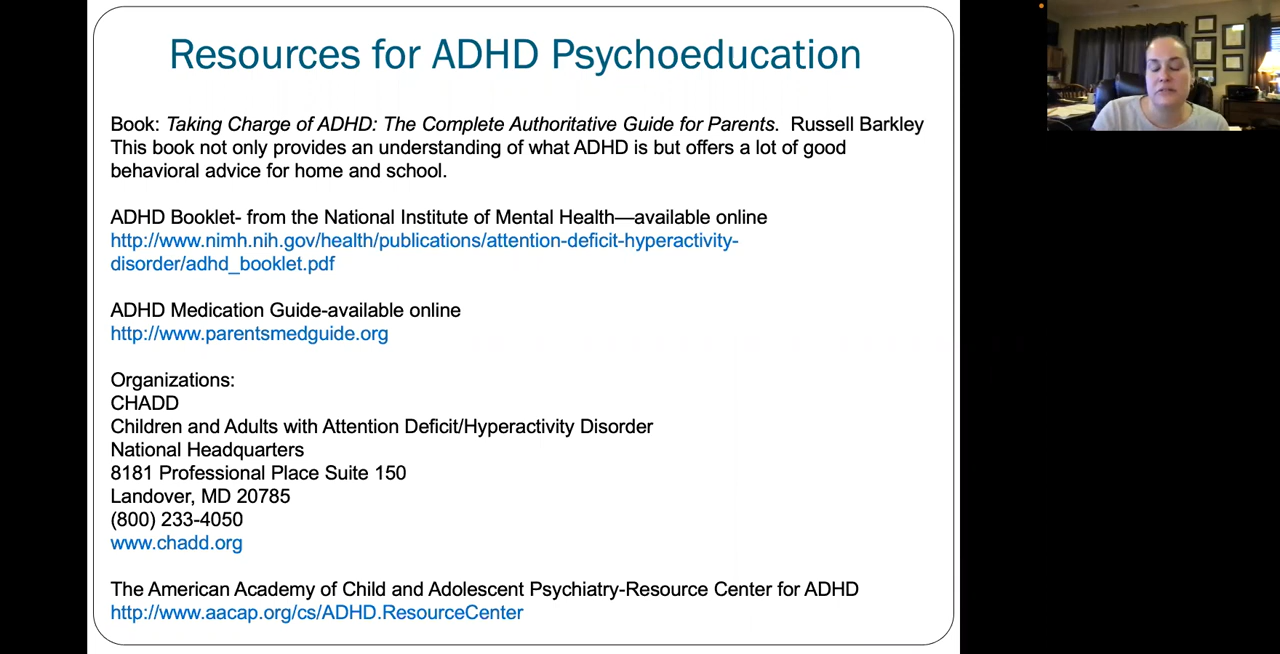 Resources for ADHD Psychoeducation
Book: Taking Charge of ADHD: The Complete Authoritative Guide for Parents.  Russell Barkley
This book not only provides an understanding of what ADHD is but offers a lot of good
behavioral advice for home and school.
ADHD Booklet- from the National Institute of Mental Health—available online
http://www.nimh.nih.gov/health/publications/attention-deficit-hyperactivity-
disorder/adhd_booklet.pdf
ADHD Medication Guide-available online
http://www.parentsmedguide.org
Organizations:
CHADD
Children and Adults with Attention Deficit/Hyperactivity Disorder
National Headquarters
8181 Professional Place Suite 150
Landover, MD 20785
(800) 233-4050
www.chadd.org
The American Academy of Child and Adolescent Psychiatry-Resource Center for ADHD
http://www.aacap.org/cs/ADHD.ResourceCenter